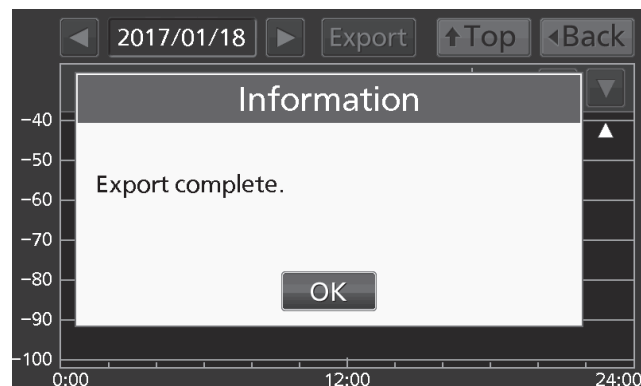 ◀ 2017/01/18 ▶ Export ↑Top ◂Back
▼
Information
▲
Export complete.
OK
−40
−50
−60
−70
−80
−90
−100
0:00 12:00 24:00